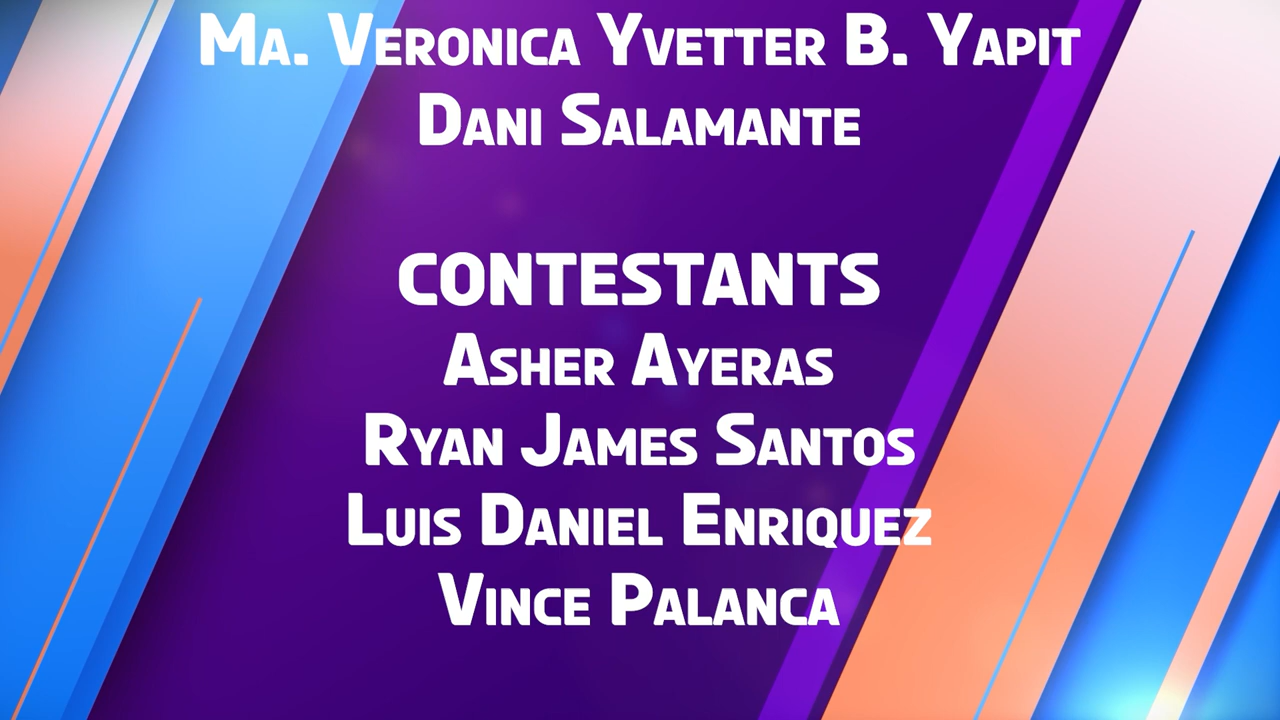 Ma. Veronica Yvetter B. Yapit
Dani Salamante
CONTESTANTS
Asher Ayeras
Ryan James Santos
Luis Daniel Enriquez
Vince Palanca